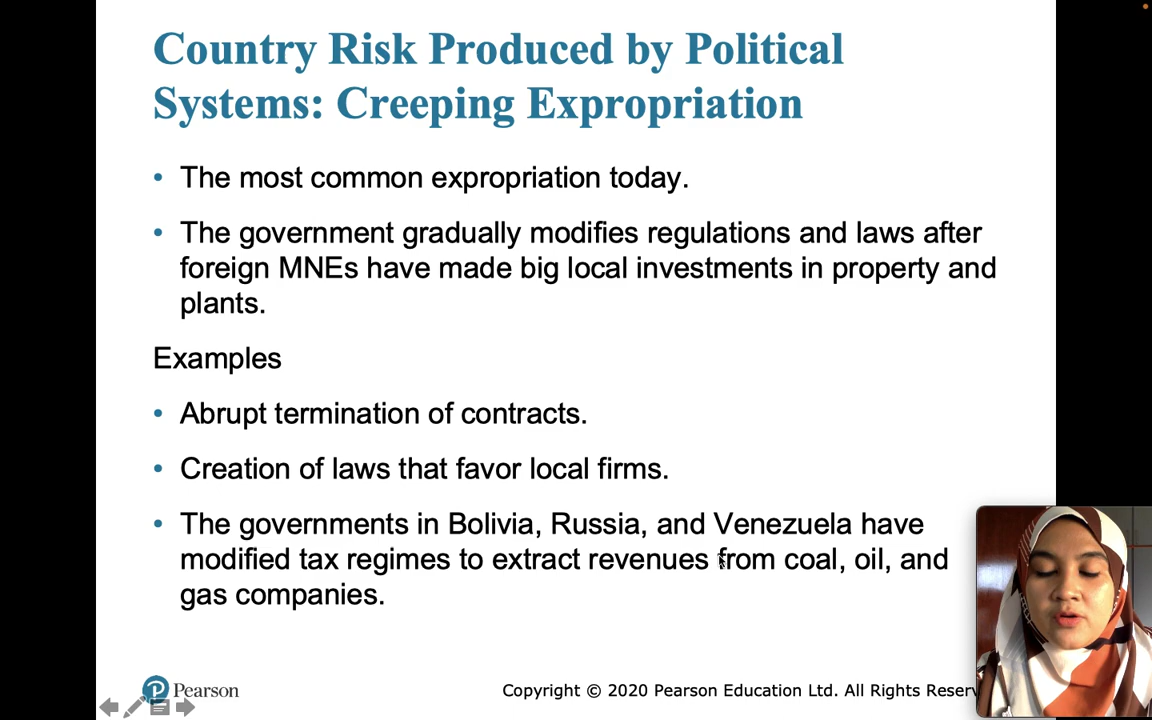 Country Risk Produced by Political
Systems: Creeping Expropriation
• The most common expropriation today.
• The government gradually modifies regulations and laws after
foreign MNEs have made big local investments in property and
plants.
Examples
• Abrupt termination of contracts.
• Creation of laws that favor local firms.
• The governments in Bolivia, Russia, and Venezuela have
modified tax regimes to extract revenues from coal, oil, and
gas companies.
P Pearson
Copyright © 2020 Pearson Education Ltd. All Rights Reserv